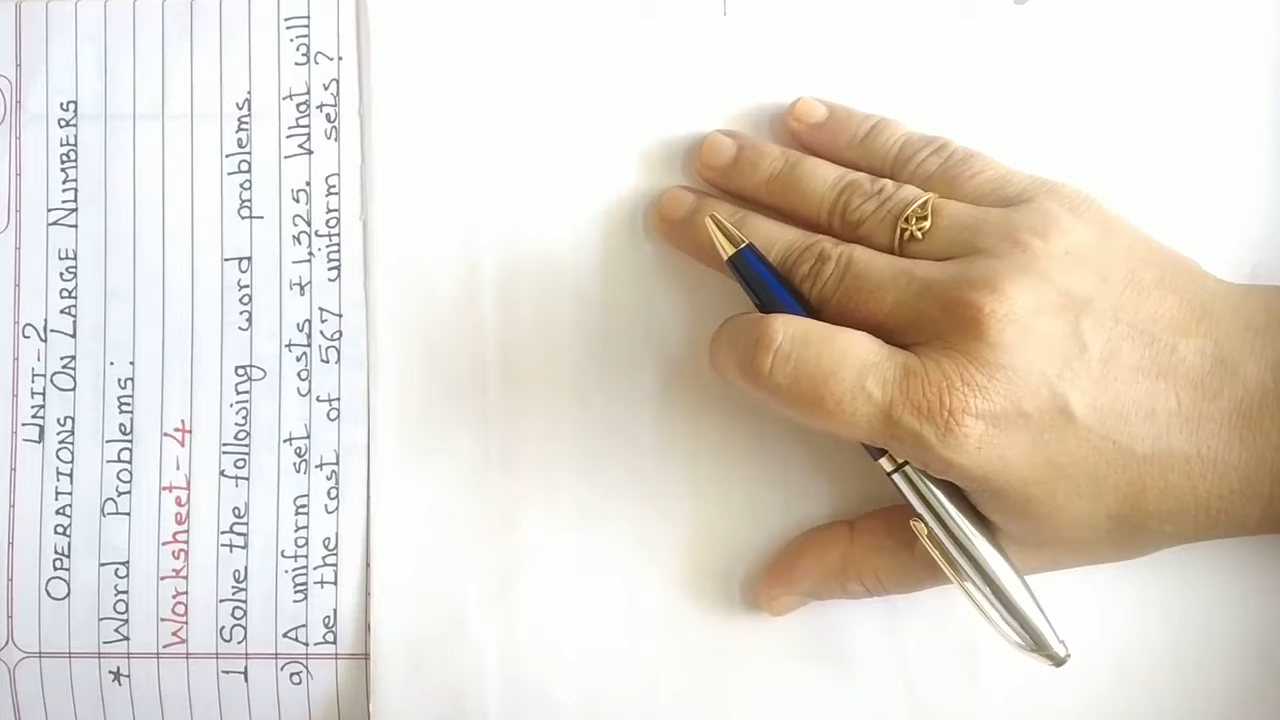 UNIT-2
OPERATIONS ON LARGE NUMBERS
* Word Problems:
Worksheet-4
1 Solve the following word problems.
a) A uniform set costs ₹ 1,325. What will
be the cost of 567 uniform sets?